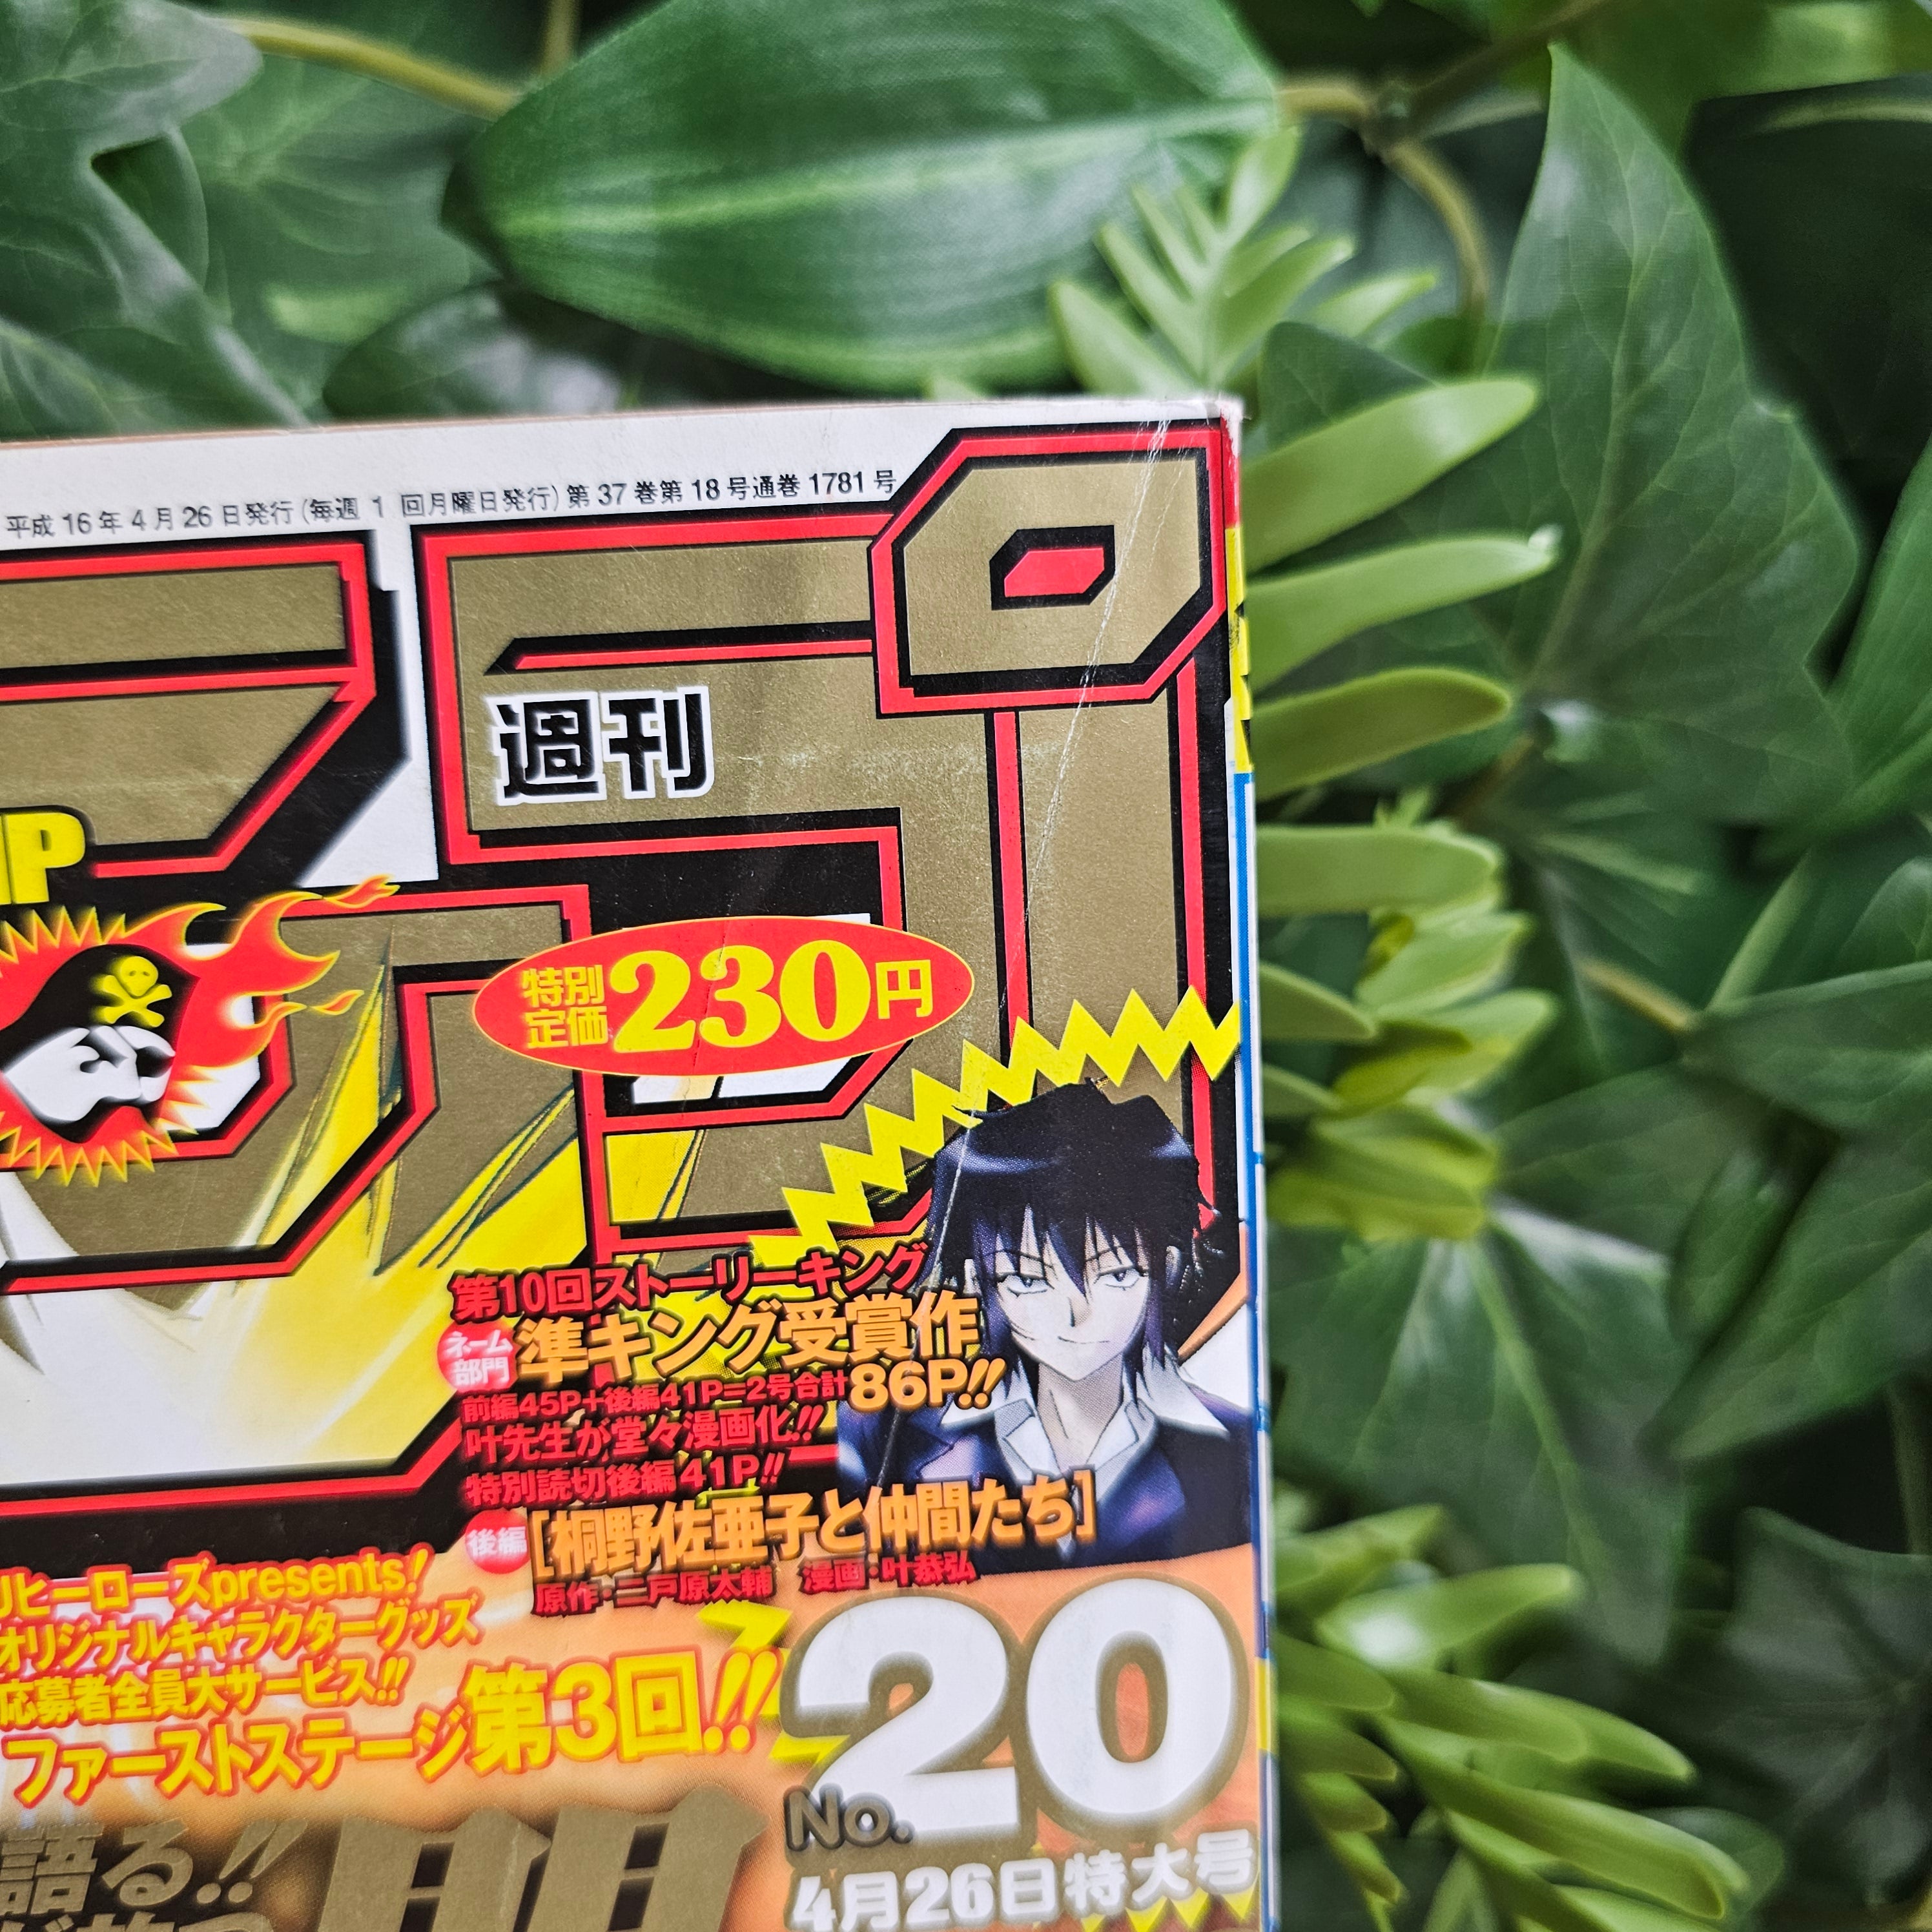 平成16年4月26日発行(毎週1回月曜日発行)第37巻第18号通巻1781号
週刊
ャンプ
MP
特別
定価230円
第10回ストーリーキング
ネーム
部門
準キング受賞作
前編45P+後編41P=2号合計86P!!
叶先生が堂々漫画化!!
特別読切後編41P!!
後編
[桐野佐亜子と仲間たち]
原作・二戸原太輔 漫画・叶恭弘
リヒーローズpresents!
オリジナルキャラクターグッズ
応募者全員大サービス!!
ファーストステージ第3回!!
語る!!
No.20
4月26日特大号